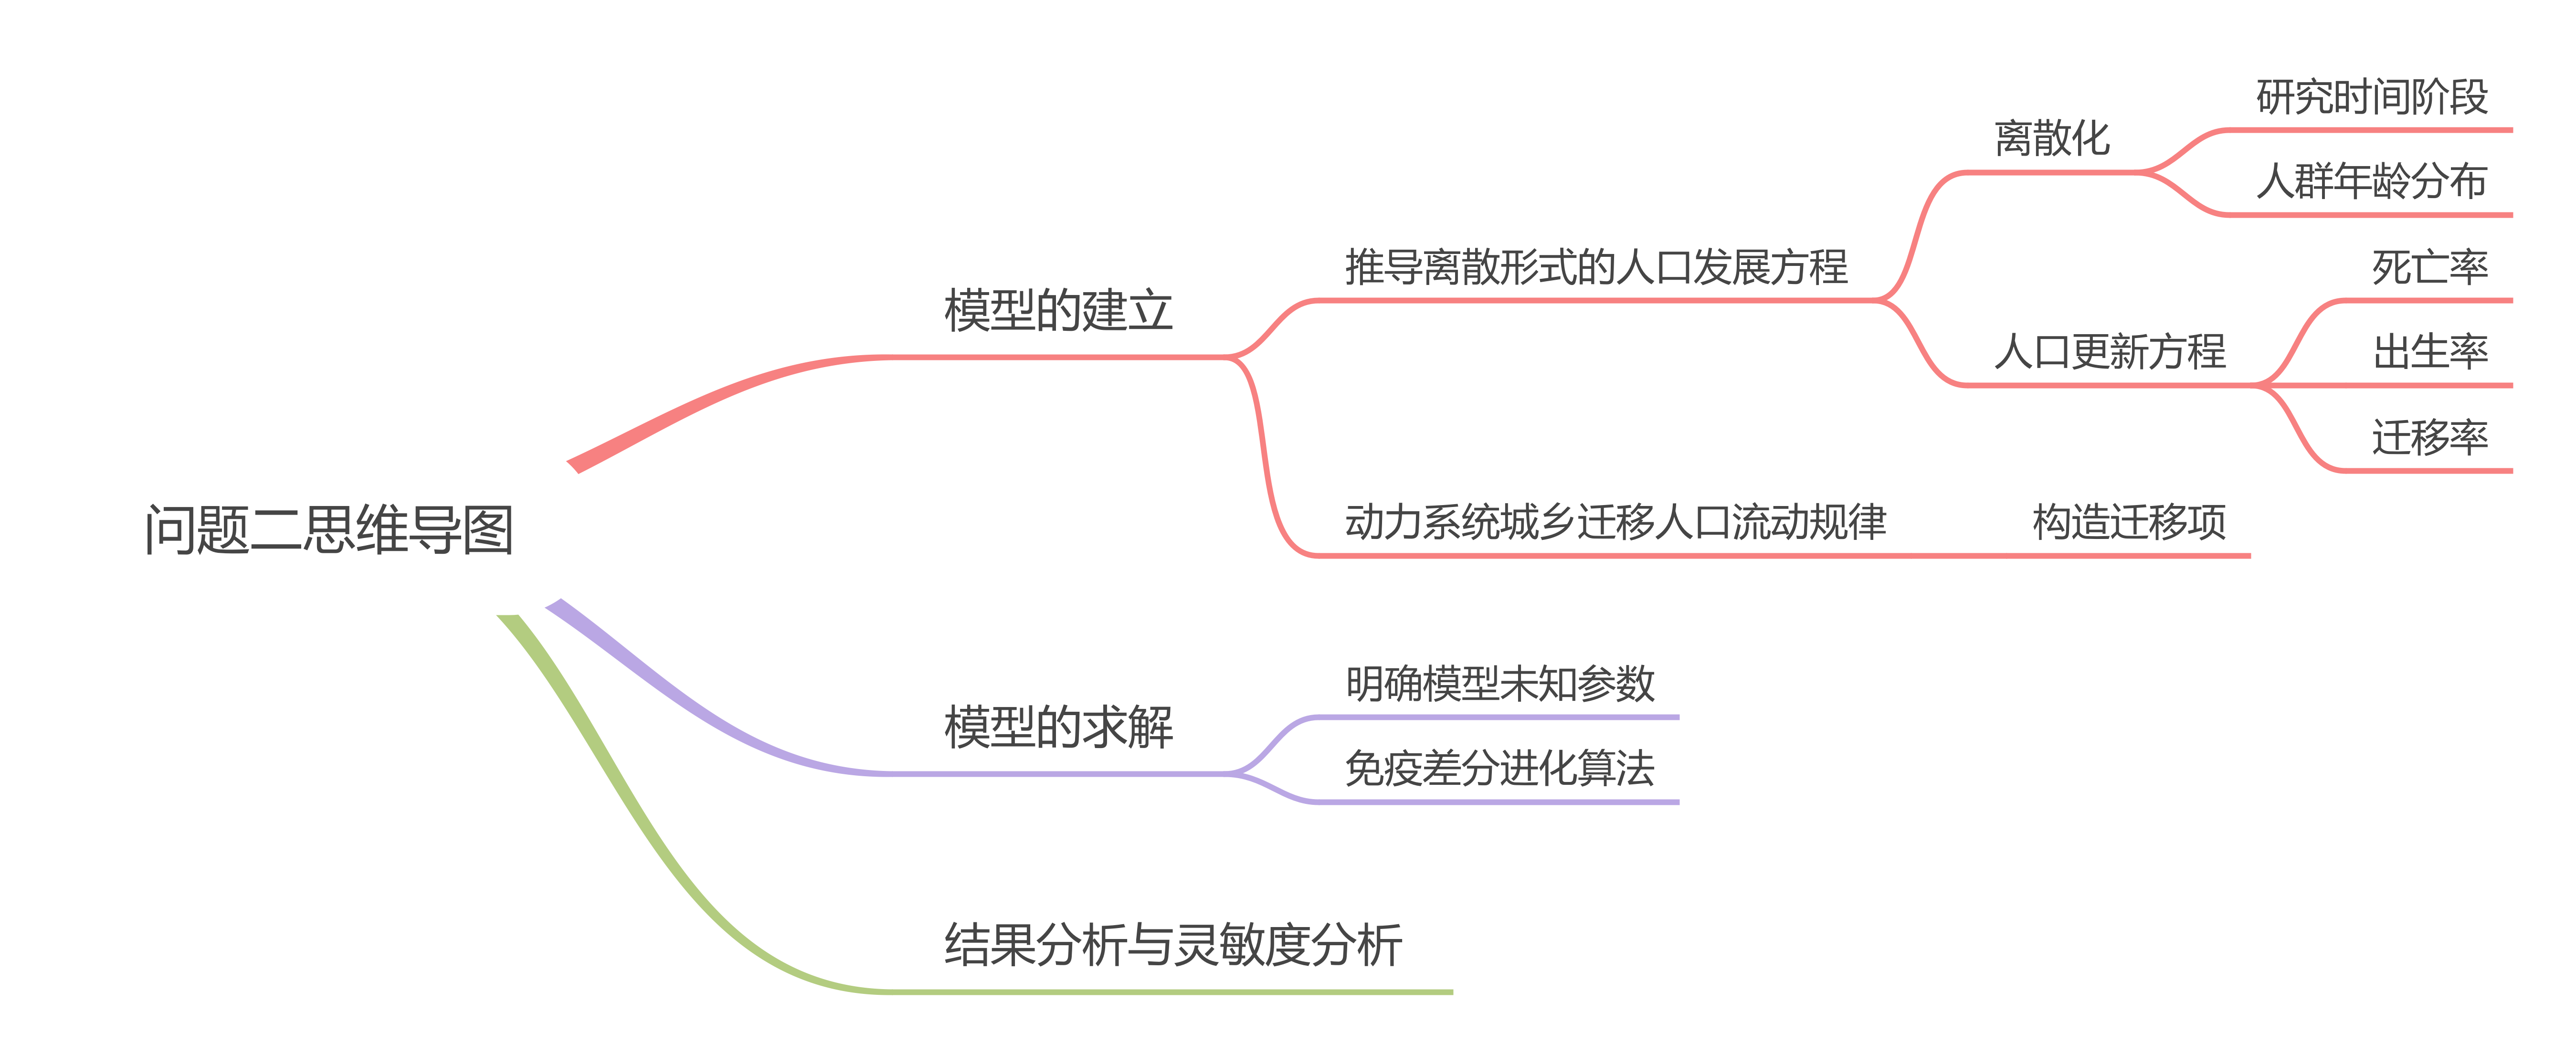 问题二思维导图
模型的建立
推导离散形式的人口发展方程
离散化
研究时间阶段
人群年龄分布
人口更新方程
死亡率
出生率
迁移率
动力系统城乡迁移人口流动规律
构造迁移项
模型的求解
明确模型未知参数
免疫差分进化算法
结果分析与灵敏度分析